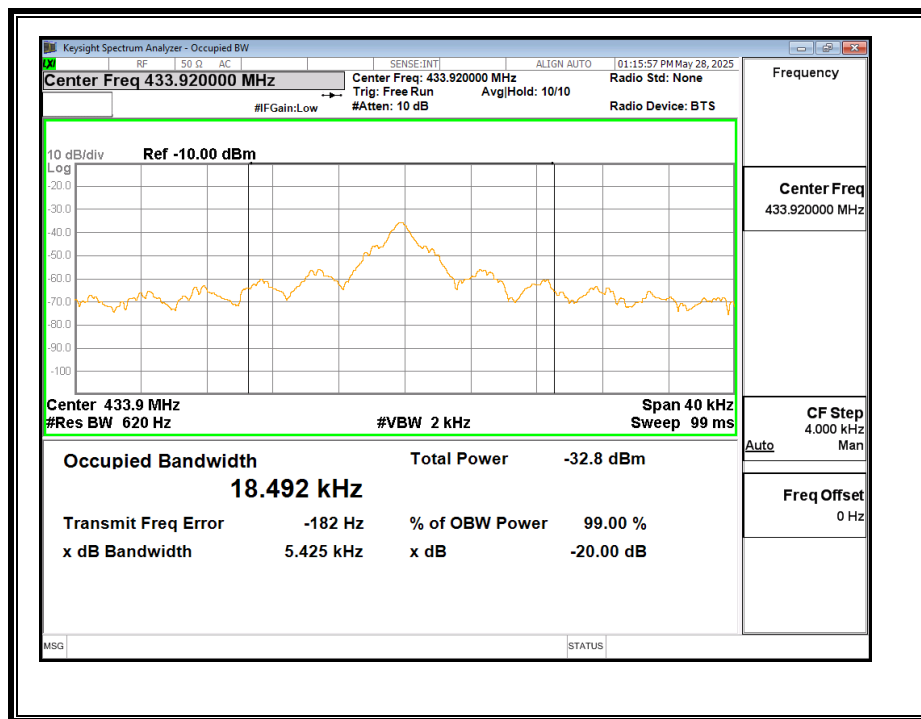 Keysight Spectrum Analyzer - Occupied BW
LXI RF 50 Ω AC SENSE:INT ALIGN AUTO 01:15:57 PM May 28, 2025
Center Freq 433.920000 MHz
Center Freq: 433.920000 MHz Radio Std: None
Trig: Free Run Avg|Hold: 10/10
#IFGain:Low #Atten: 10 dB Radio Device: BTS
10 dB/div Ref -10.00 dBm
Log
-20.0
-30.0
-40.0
-50.0
-60.0
-70.0
-80.0
-90.0
-100
Center 433.9 MHz Span 40 kHz
#Res BW 620 Hz #VBW 2 kHz Sweep 99 ms
Occupied Bandwidth Total Power -32.8 dBm
18.492 kHz
Transmit Freq Error -182 Hz % of OBW Power 99.00 %
x dB Bandwidth 5.425 kHz x dB -20.00 dB
MSG STATUS
Frequency
Center Freq
433.920000 MHz
CF Step
4.000 kHz
Auto Man
Freq Offset
0 Hz